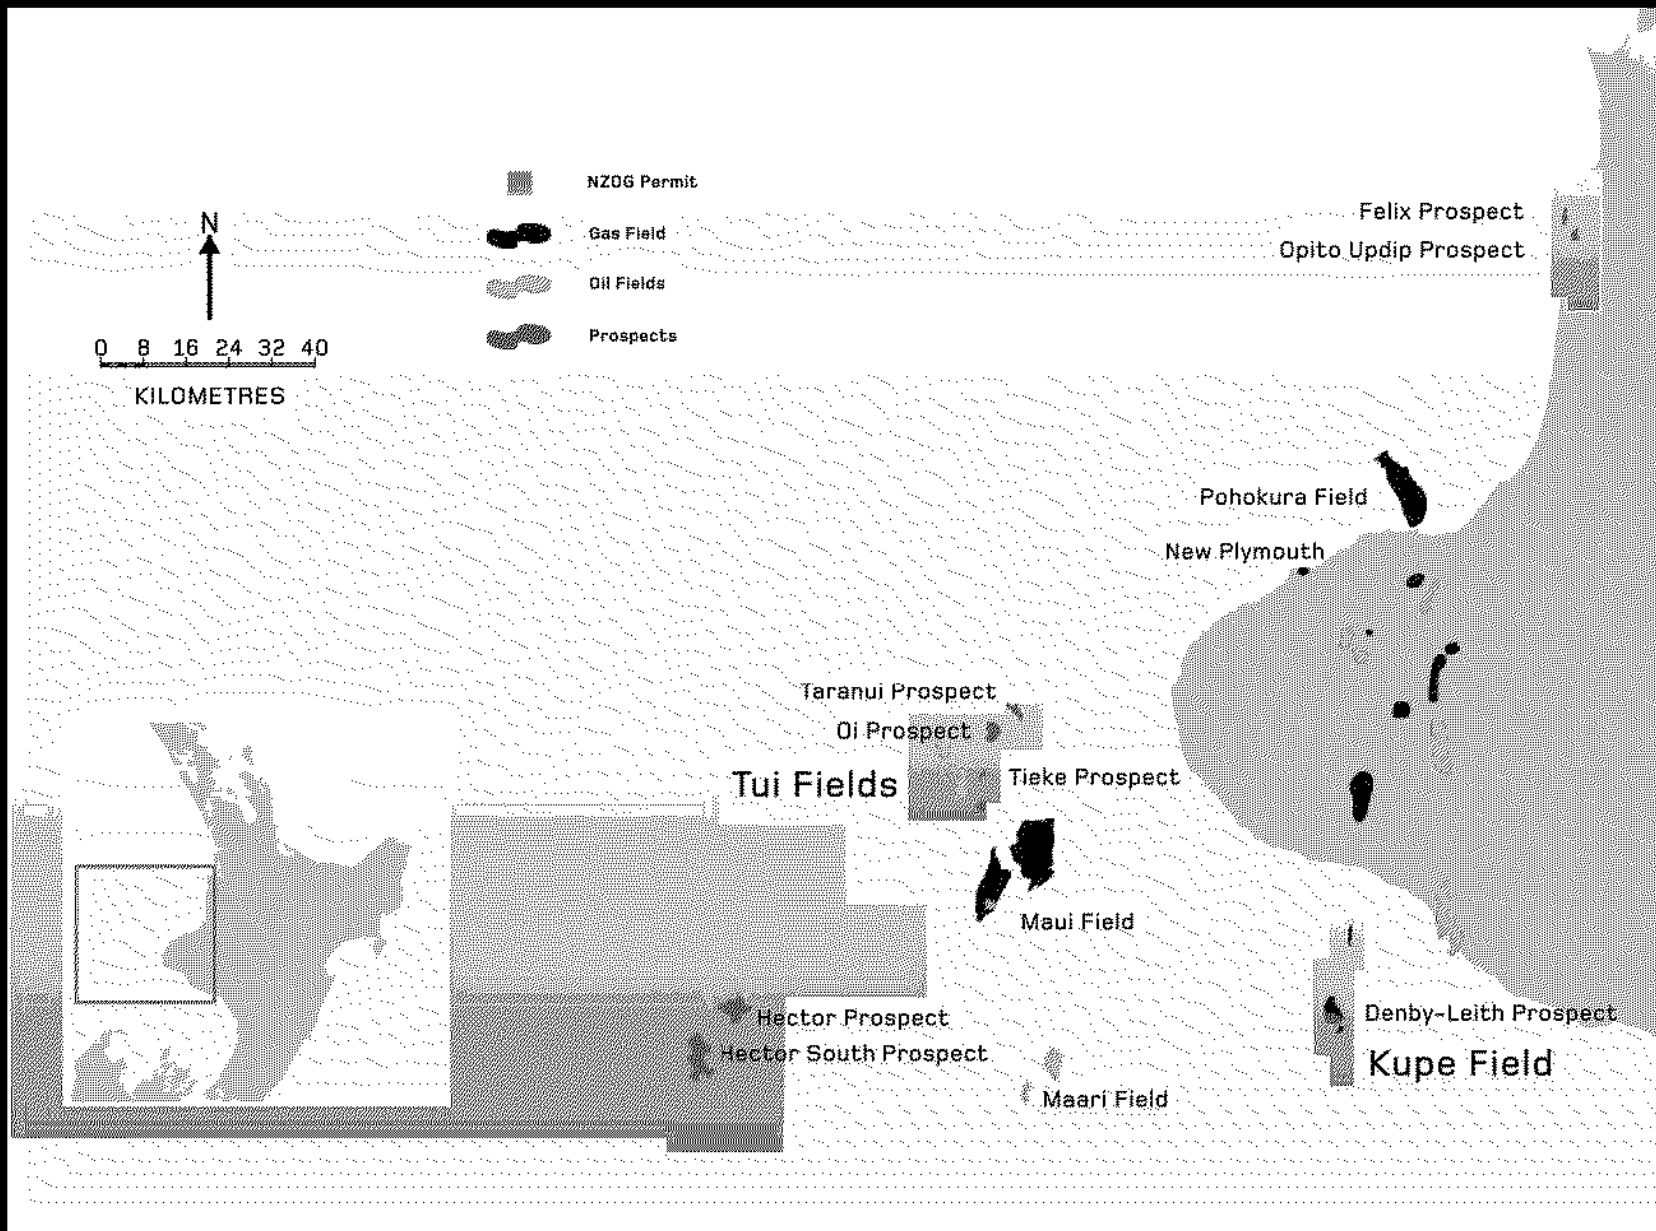 NZOG Permit
Gas Field
Oil Fields
Prospects
N
0 8 16 24 32 40
KILOMETRES
Felix Prospect
Opito Updip Prospect
Pohokura Field
New Plymouth
Taranui Prospect
Oi Prospect
Tui Fields
Tieke Prospect
Maui Field
Hector Prospect
Hector South Prospect
Maari Field
Denby-Leith Prospect
Kupe Field